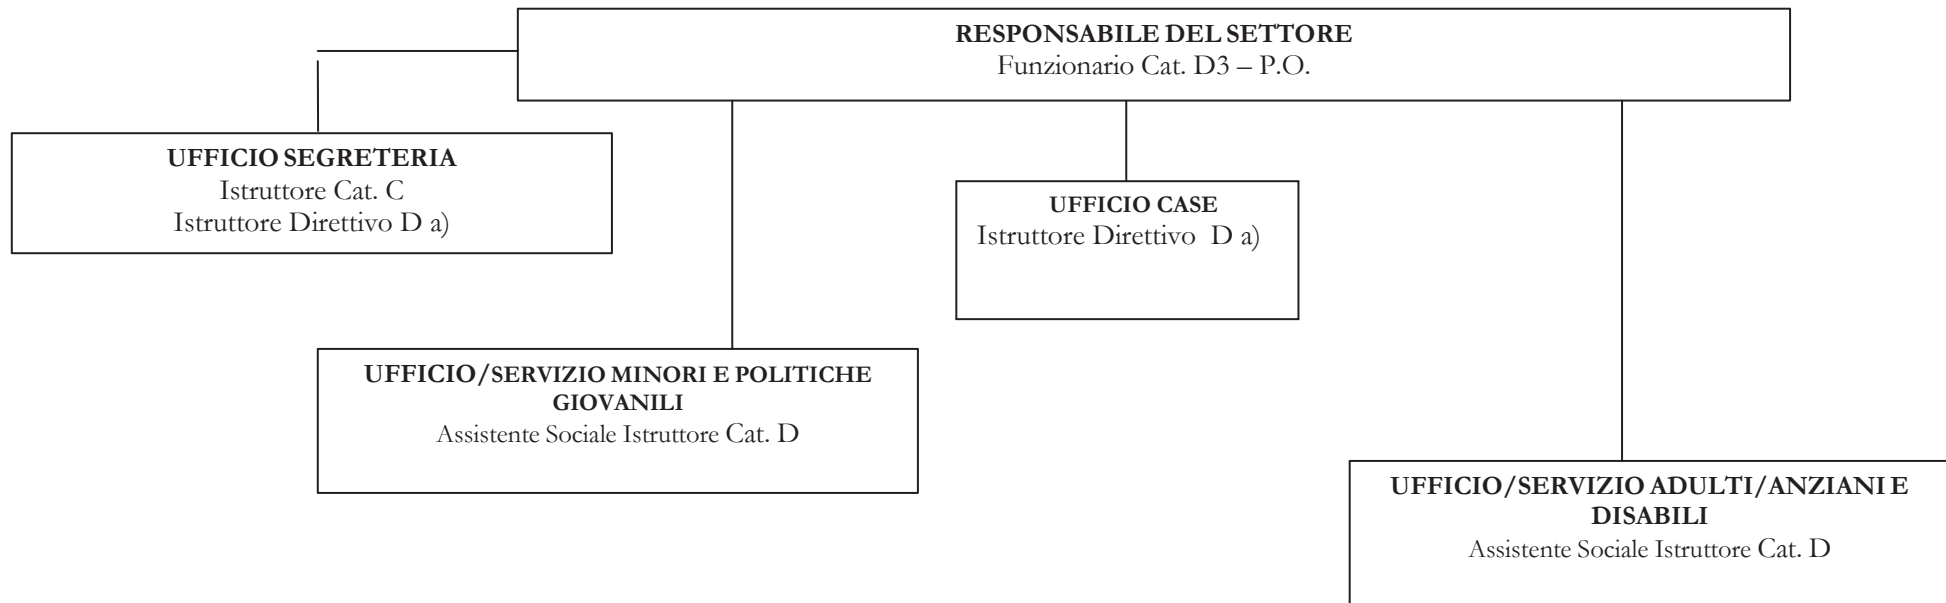 RESPONSABILE DEL SETTORE
Funzionario Cat. D3 – P.O.
UFFICIO SEGRETERIA
Istruttore Cat. C
Istruttore Direttivo D a)
UFFICIO CASE
Istruttore Direttivo D a)
UFFICIO/SERVIZIO MINORI E POLITICHE
GIOVANILI
Assistente Sociale Istruttore Cat. D
UFFICIO/SERVIZIO ADULTI/ANZIANI E
DISABILI
Assistente Sociale Istruttore Cat. D